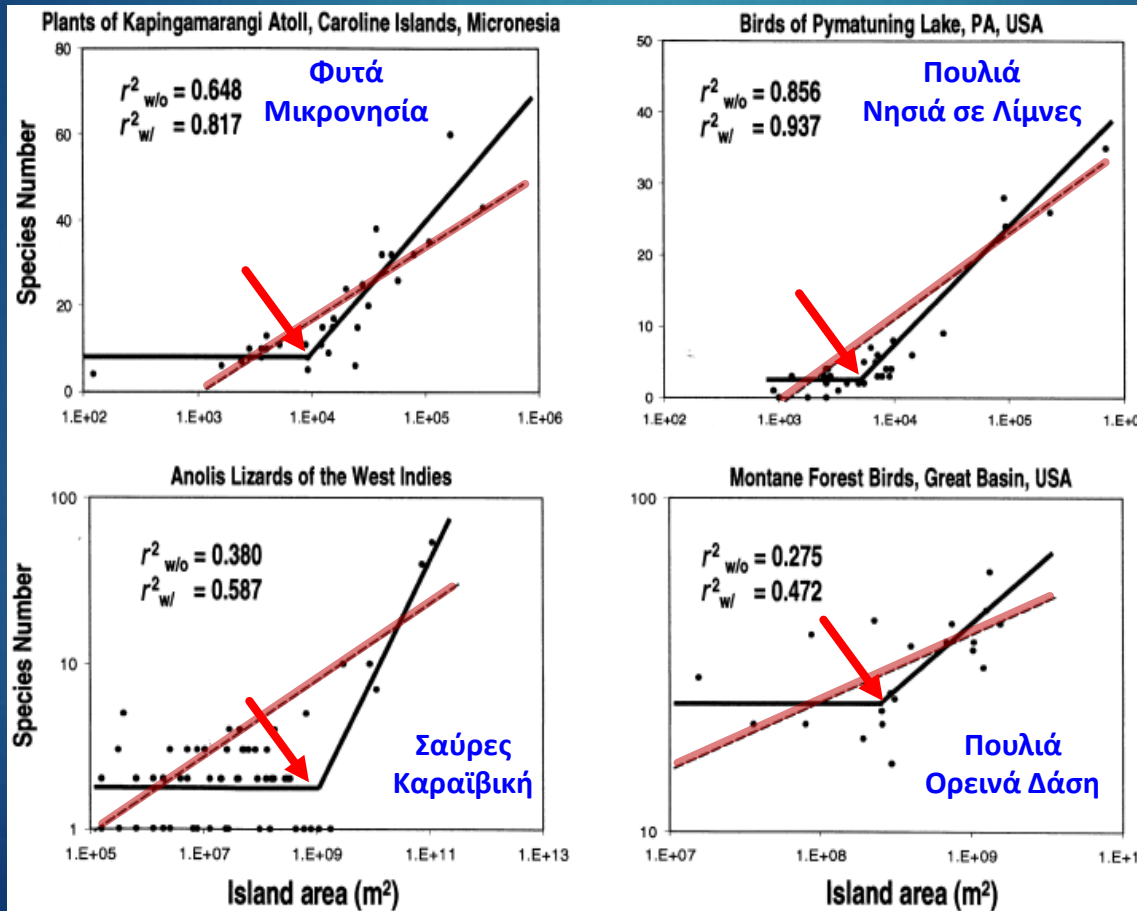 Plants of Kapingamarangi Atoll, Caroline Islands, Micronesia
80
60
40
20
0
Species Number
r² w/o = 0.648
r² w/ = 0.817
Φυτά
Μικρονησία
1.E+02 1.E+03 1.E+04 1.E+05 1.E+06
Birds of Pymatuning Lake, PA, USA
50
40
30
20
10
0
r² w/o = 0.856
r² w/ = 0.937
Πουλιά
Νησιά σε Λίμνες
1.E+02 1.E+03 1.E+04 1.E+05 1.E+0
Anolis Lizards of the West Indies
100
10
1
Species Number
r² w/o = 0.380
r² w/ = 0.587
Σαύρες
Καραϊβική
1.E+05 1.E+07 1.E+09 1.E+11 1.E+13
Island area (m²)
Montane Forest Birds, Great Basin, USA
100
10
r² w/o = 0.275
r² w/ = 0.472
Πουλιά
Ορεινά Δάση
1.E+07 1.E+08 1.E+09 1.E+1
Island area (m²)